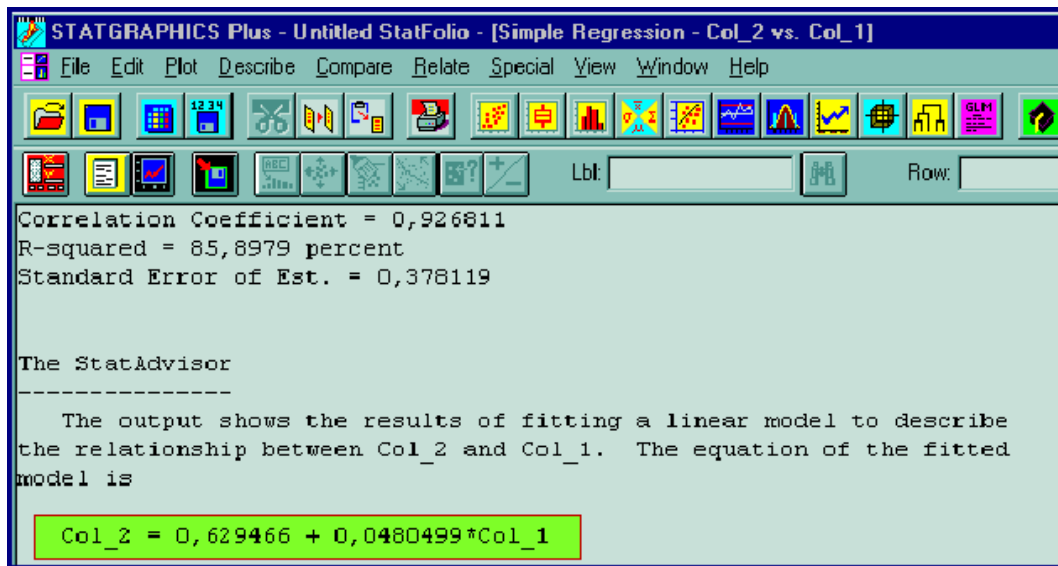 STATGRAPHICS Plus - Untitled StatFolio - [Simple Regression - Col_2 vs. Col_1]
File Edit Plot Describe Compare Relate Special View Window Help
1234
GLM
ABC
Lbl: Row:
Correlation Coefficient = 0,926811
R-squared = 85,8979 percent
Standard Error of Est. = 0,378119
The StatAdvisor
---------------
The output shows the results of fitting a linear model to describe
the relationship between Col_2 and Col_1. The equation of the fitted
model is
Col_2 = 0,629466 + 0,0480499*Col_1